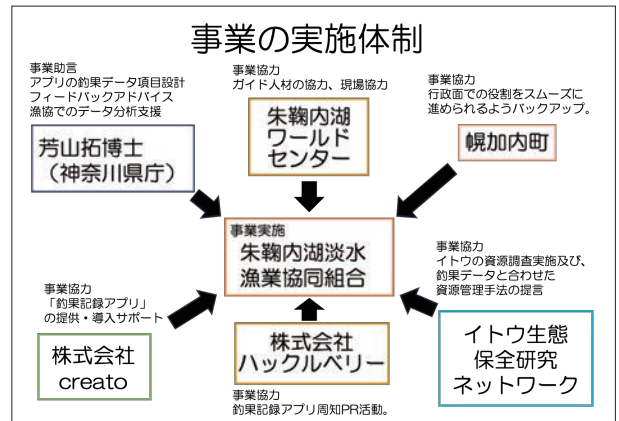 事業の実施体制
事業助言
アプリの釣果データ項目設計
フィードバックアドバイス
漁協でのデータ分析支援
芳山拓博士
（神奈川県庁）
事業協力
ガイド人材の協力、現場協力
朱鞠内湖
ワールド
センター
事業協力
行政面での役割をスムーズに
進められるようバックアップ。
幌加内町
事業実施
朱鞠内湖淡水
漁業協同組合
事業協力
「釣果記録アプリ」
の提供・導入サポート
株式会社
creato
株式会社
ハックルベリー
事業協力
釣果記録アプリ周知PR活動。
事業協力
イトウの資源調査実施及び、
釣果データと合わせた
資源管理手法の提言
イトウ生態
保全研究
ネットワーク